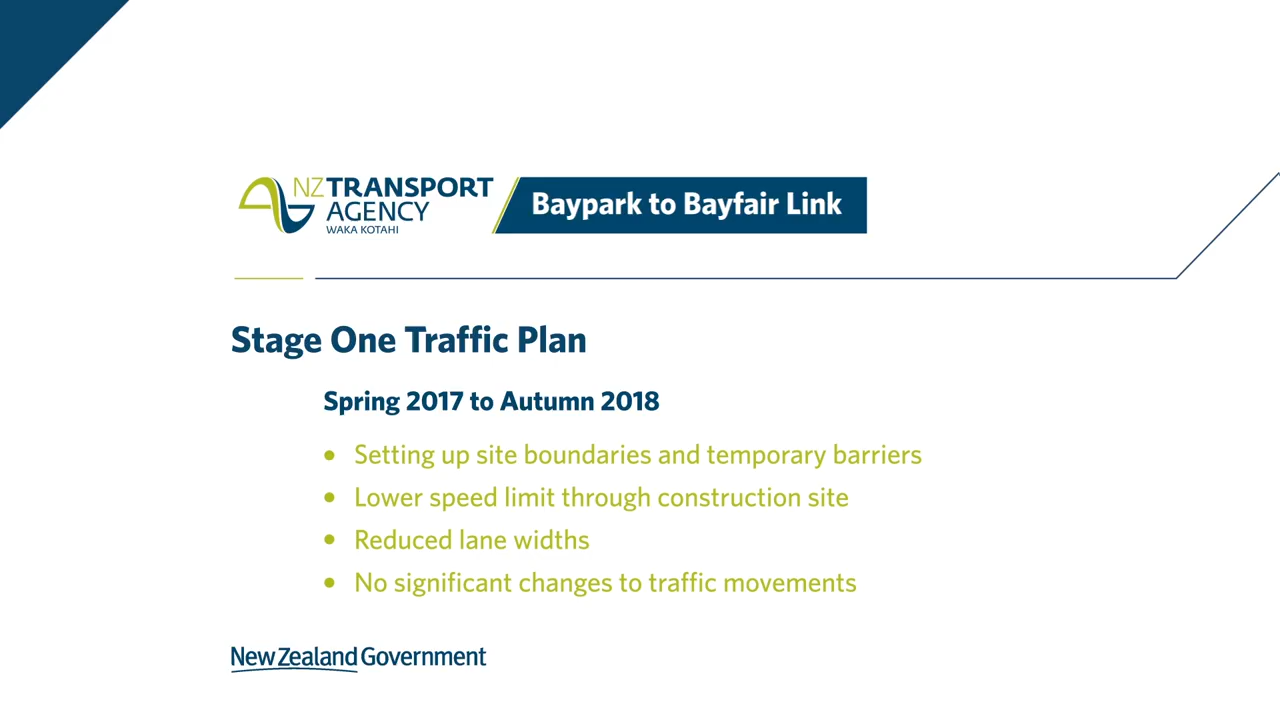 NZ TRANSPORT
AGENCY
WAKA KOTAHI
Baypark to Bayfair Link
Stage One Traffic Plan
Spring 2017 to Autumn 2018
• Setting up site boundaries and temporary barriers
• Lower speed limit through construction site
• Reduced lane widths
• No significant changes to traffic movements
New Zealand Government